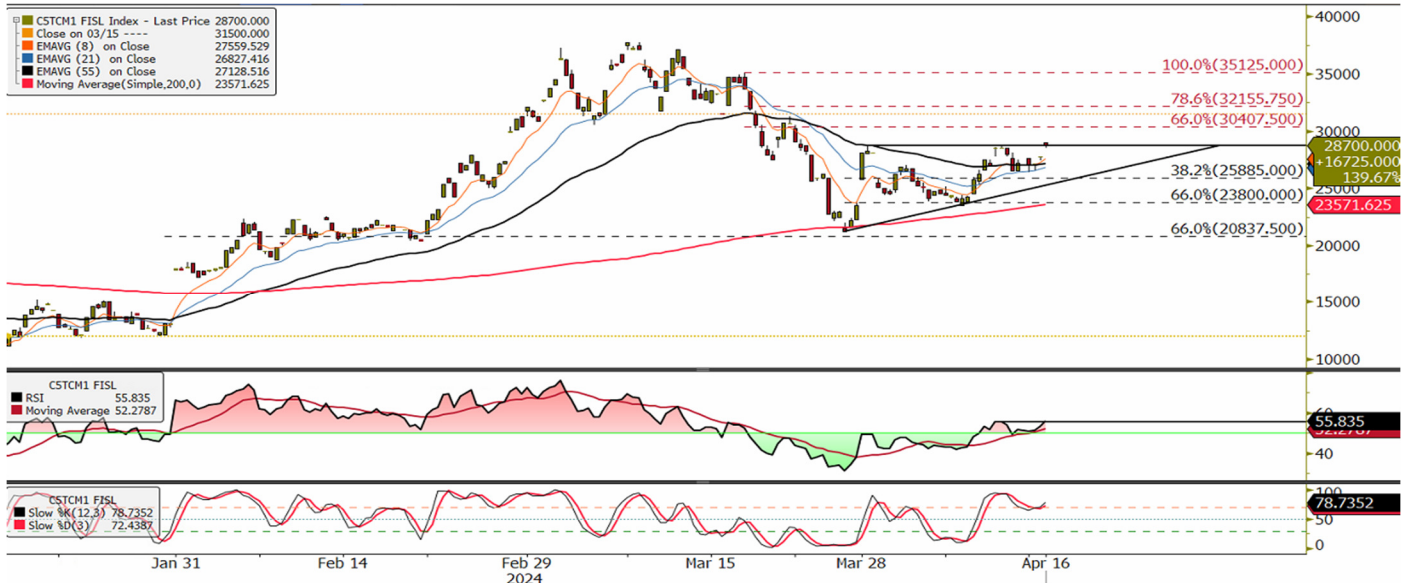 C5TCM1 FISL Index - Last Price 28700.000
Close on 03/15 ---- 31500.000
EMAVG (8) on Close 27559.529
EMAVG (21) on Close 26827.416
EMAVG (55) on Close 27128.516
Moving Average(Simple,200,0) 23571.625
40000
35000
30000
25000
20000
15000
10000
100.0%(35125.000)
78.6%(32155.750)
66.0%(30407.500)
38.2%(25885.000)
66.0%(23800.000)
66.0%(20837.500)
28700.000
+16725.000
139.67%
23571.625
C5TCM1 FISL
RSI 55.835
Moving Average 52.2787
55.835
52.2787
40
C5TCM1 FISL
Slow %K(12,3) 78.7352
Slow %D(3) 72.4387
100
78.7352
50
0
Jan 31 Feb 14 Feb 29 Mar 15 Mar 28 Apr 16
2024